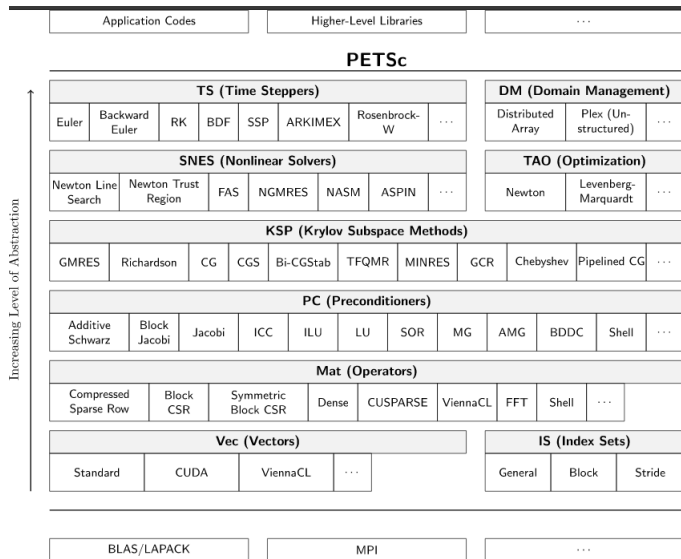 Application Codes Higher-Level Libraries ...
PETSc
TS (Time Steppers) DM (Domain Management)
Euler Backward Euler RK BDF SSP ARKIMEX Rosenbrock-W ... Distributed Array Plex (Un-structured) ...
SNES (Nonlinear Solvers) TAO (Optimization)
Newton Line Search Newton Trust Region FAS NGMRES NASM ASPIN ... Newton Levenberg-Marquardt ...
KSP (Krylov Subspace Methods)
GMRES Richardson CG CGS Bi-CGStab TFQMR MINRES GCR Chebyshev Pipelined CG ...
PC (Preconditioners)
Additive Schwarz Block Jacobi Jacobi ICC ILU LU SOR MG AMG BDDC Shell ...
Mat (Operators)
Compressed Sparse Row Block CSR Symmetric Block CSR Dense CUSPARSE ViennaCL FFT Shell ...
Vec (Vectors) IS (Index Sets)
Standard CUDA ViennaCL ... General Block Stride
BLAS/LAPACK MPI ...
Increasing Level of Abstraction